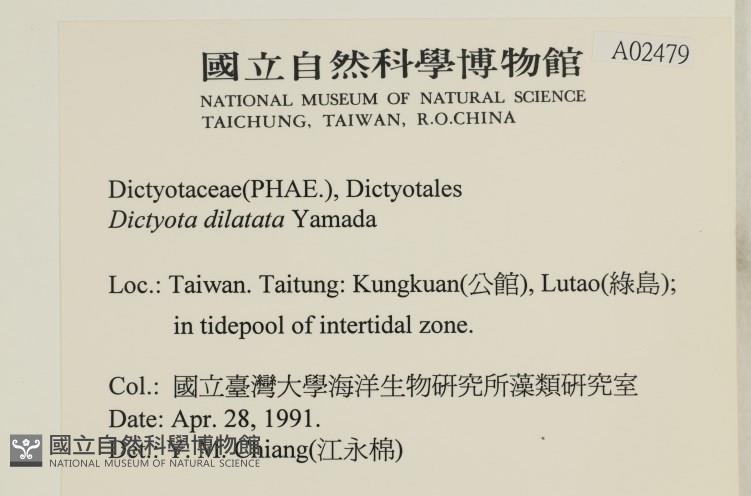 國立自然科學博物館
A02479
NATIONAL MUSEUM OF NATURAL SCIENCE
TAICHUNG, TAIWAN, R.O.CHINA
Dictyotaceae(PHAE.), Dictyotales
Dictyota dilatata Yamada
Loc.: Taiwan. Taitung: Kungkuan(公館), Lutao(綠島);
in tidepool of intertidal zone.
Col.: 國立臺灣大學海洋生物研究所藻類研究室
Date: Apr. 28, 1991.
Det.: Y. M. Chiang(江永棉)
國立自然科學博物館
NATIONAL MUSEUM OF NATURAL SCIENCE